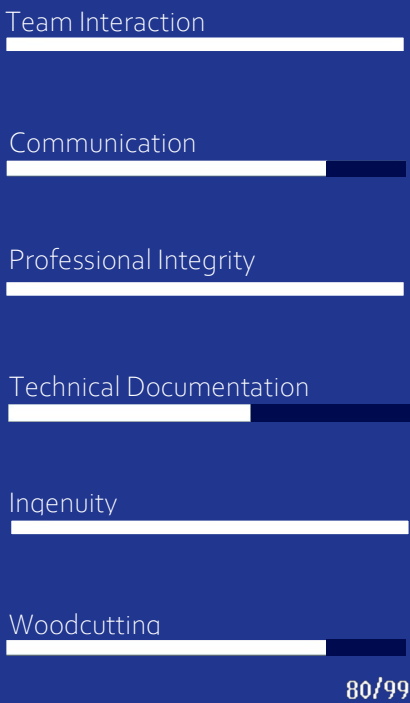 Team Interaction
Communication
Professional Integrity
Technical Documentation
Ingenuity
Woodcutting
80/99